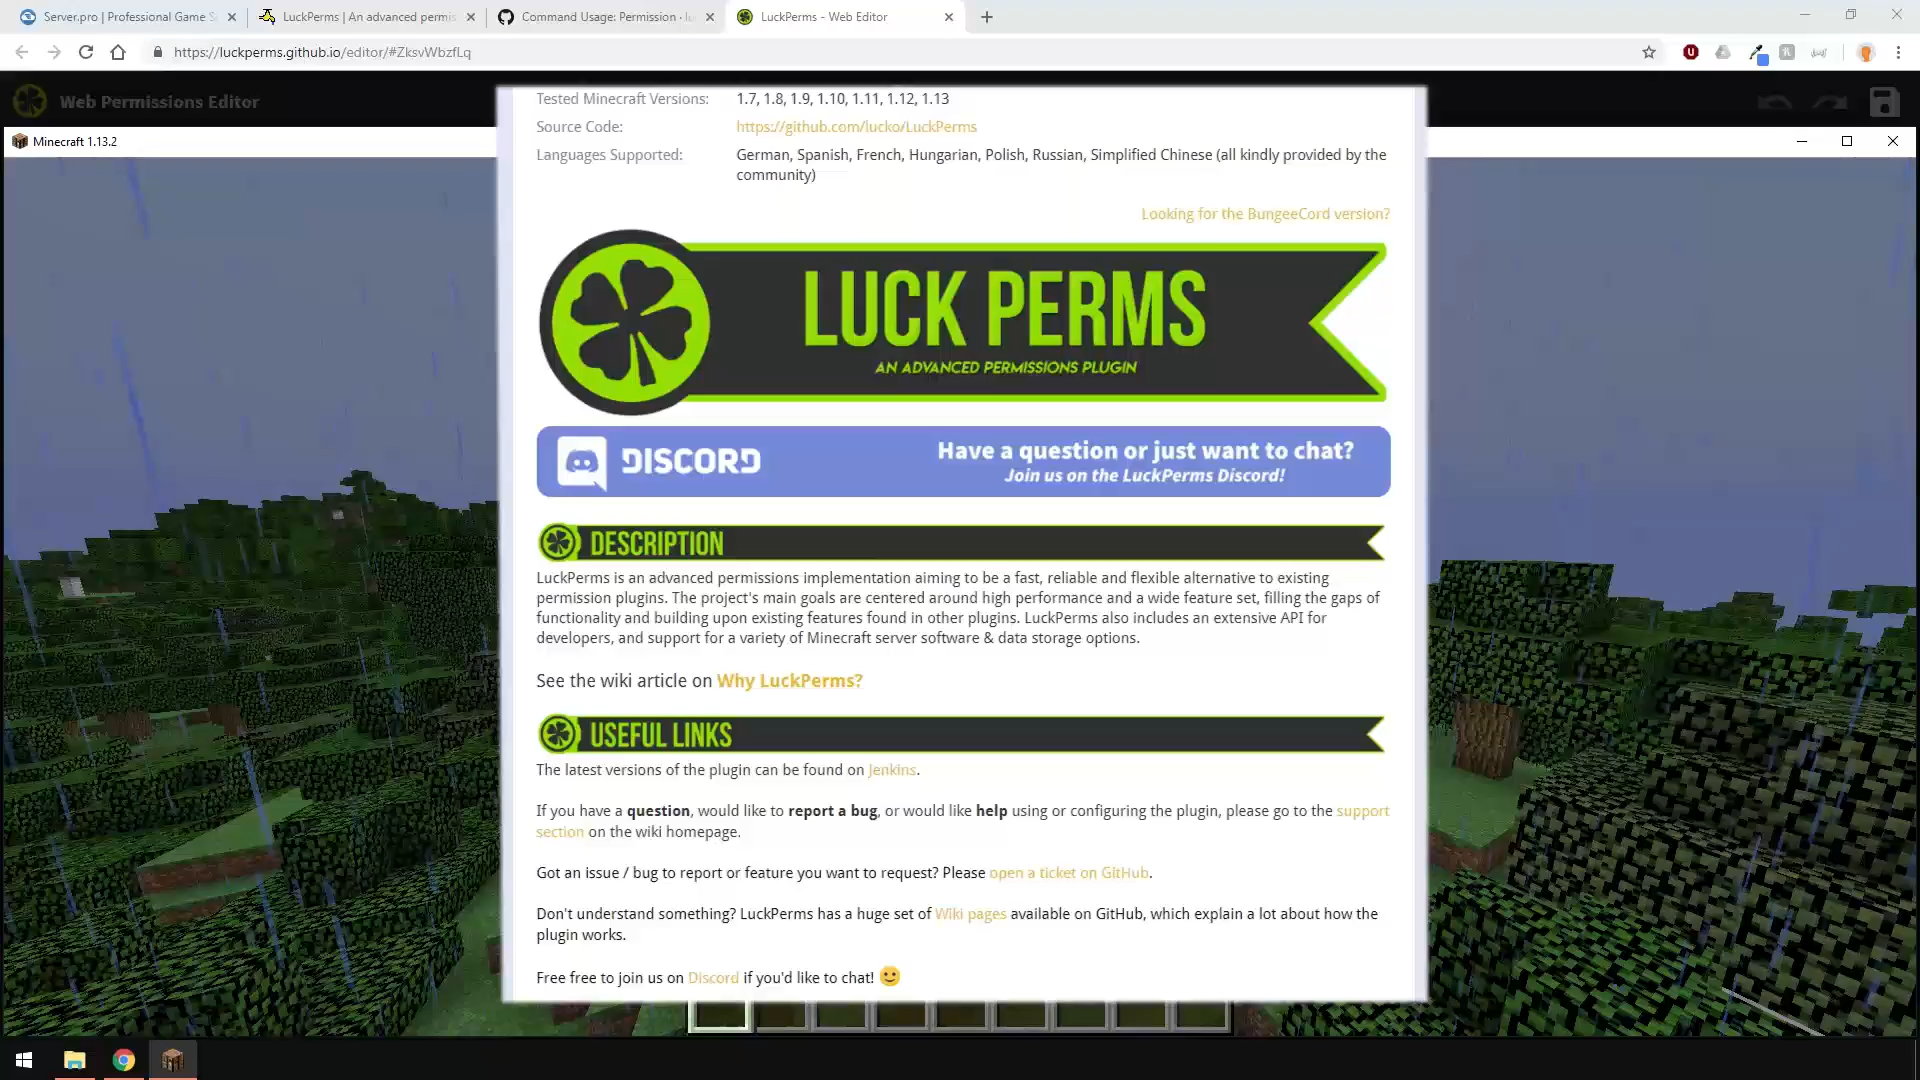 Server.pro | Professional Game S
LuckPerms | An advanced permis
Command Usage: Permission · lu
LuckPerms - Web Editor
https://luckperms.github.io/editor/#ZksvWbzfLq
Web Permissions Editor
Minecraft 1.13.2
Tested Minecraft Versions: 1.7, 1.8, 1.9, 1.10, 1.11, 1.12, 1.13
Source Code: https://github.com/lucko/LuckPerms
Languages Supported: German, Spanish, French, Hungarian, Polish, Russian, Simplified Chinese (all kindly provided by the
community)
Looking for the BungeeCord version?
LUCK PERMS
AN ADVANCED PERMISSIONS PLUGIN
DISCORD
Have a question or just want to chat?
Join us on the LuckPerms Discord!
DESCRIPTION
LuckPerms is an advanced permissions implementation aiming to be a fast, reliable and flexible alternative to existing
permission plugins. The project's main goals are centered around high performance and a wide feature set, filling the gaps of
functionality and building upon existing features found in other plugins. LuckPerms also includes an extensive API for
developers, and support for a variety of Minecraft server software & data storage options.
See the wiki article on Why LuckPerms?
USEFUL LINKS
The latest versions of the plugin can be found on Jenkins.
If you have a question, would like to report a bug, or would like help using or configuring the plugin, please go to the support
section on the wiki homepage.
Got an issue / bug to report or feature you want to request? Please open a ticket on GitHub.
Don't understand something? LuckPerms has a huge set of Wiki pages available on GitHub, which explain a lot about how the
plugin works.
Free free to join us on Discord if you'd like to chat! 🙂